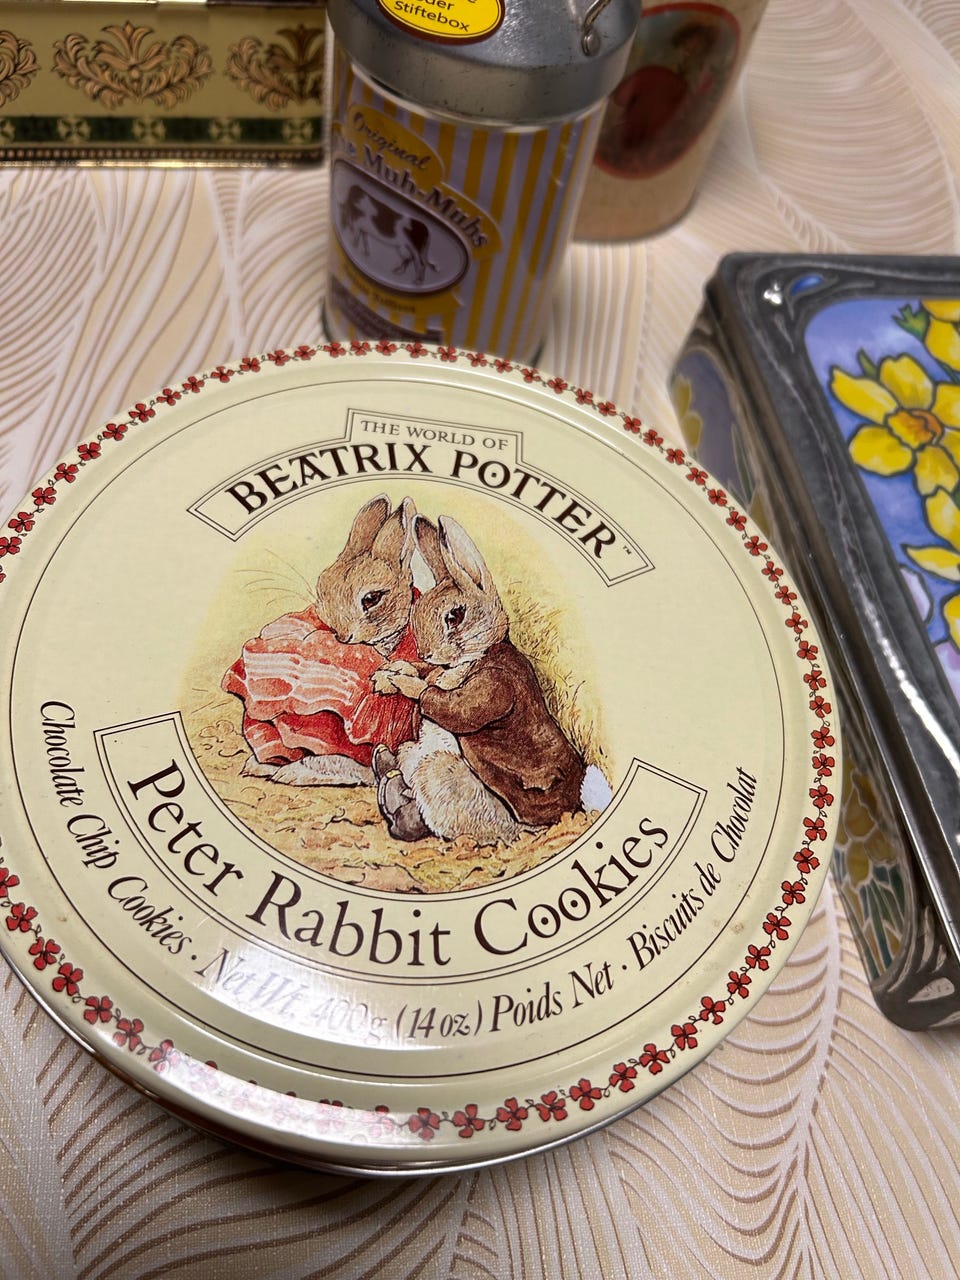 Stiftebox
Original
Muh-Muhs
THE WORLD OF
BEATRIX POTTER™
Peter Rabbit Cookies
Chocolate Chip Cookies · Net Wt. 400g (14 oz) Poids Net · Biscuits de Chocolat